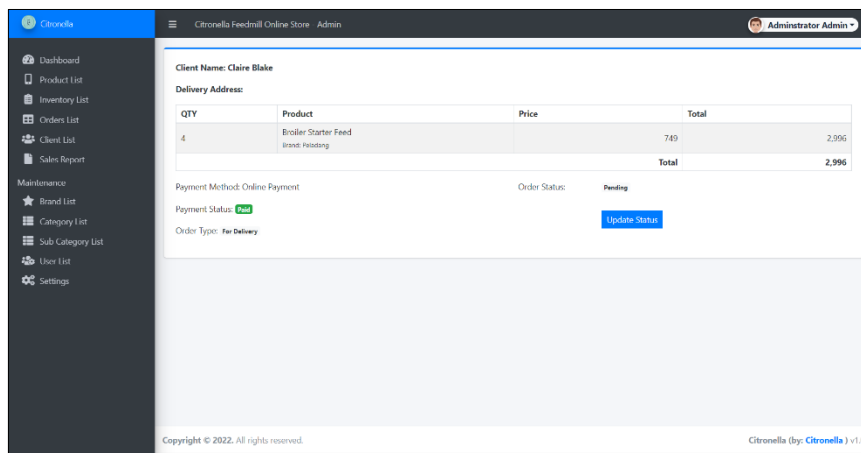 Citronella
Citronella Feedmill Online Store Admin
Adminstrator Admin
Dashboard
Product List
Inventory List
Orders List
Client List
Sales Report
Maintenance
Brand List
Category List
Sub Category List
User List
Settings
Client Name: Claire Blake
Delivery Address:
QTY Product Price Total
4 Broiler Starter Feed 749 2,996
Brand: Paladang
Total 2,996
Payment Method: Online Payment Order Status: Pending
Payment Status: Paid
Update Status
Order Type: For Delivery
Copyright © 2022. All rights reserved.
Citronella (by: Citronella ) v1.